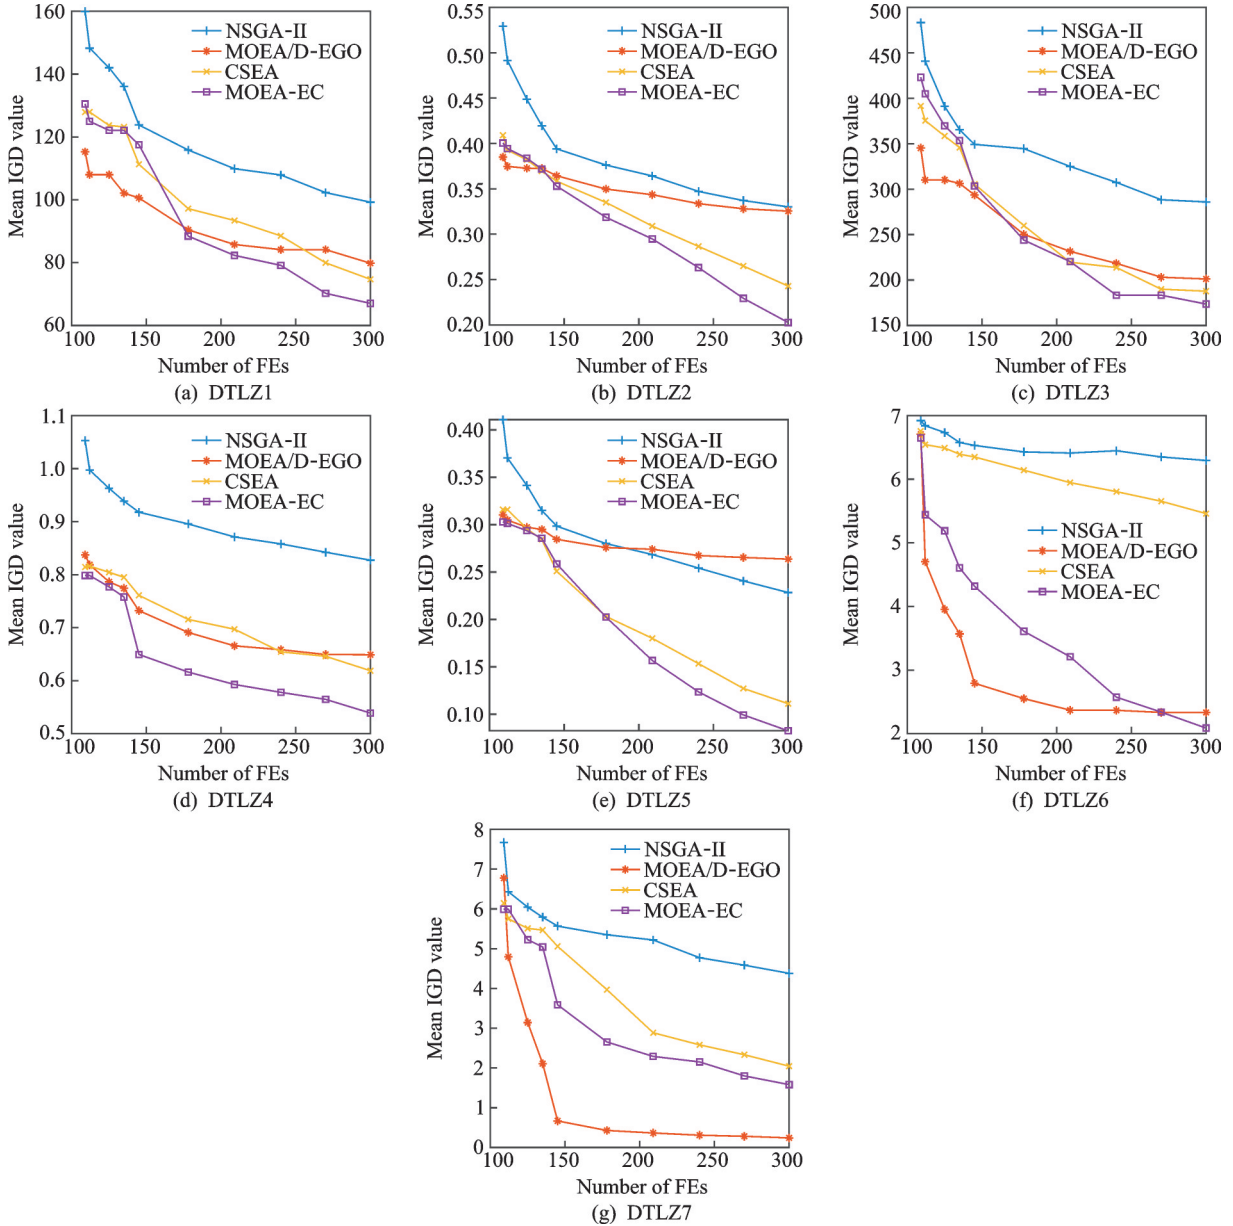 160
140
120
100
80
60
Mean IGD value
NSGA-II
MOEA/D-EGO
CSEA
MOEA-EC
100 150 200 250 300
Number of FEs
(a) DTLZ1
0.55
0.50
0.45
0.40
0.35
0.30
0.25
0.20
Mean IGD value
NSGA-II
MOEA/D-EGO
CSEA
MOEA-EC
100 150 200 250 300
Number of FEs
(b) DTLZ2
500
450
400
350
300
250
200
150
Mean IGD value
NSGA-II
MOEA/D-EGO
CSEA
MOEA-EC
100 150 200 250 300
Number of FEs
(c) DTLZ3
1.1
1.0
0.9
0.8
0.7
0.6
0.5
Mean IGD value
NSGA-II
MOEA/D-EGO
CSEA
MOEA-EC
100 150 200 250 300
Number of FEs
(d) DTLZ4
0.40
0.35
0.30
0.25
0.20
0.15
0.10
Mean IGD value
NSGA-II
MOEA/D-EGO
CSEA
MOEA-EC
100 150 200 250 300
Number of FEs
(e) DTLZ5
7
6
5
4
3
2
Mean IGD value
NSGA-II
MOEA/D-EGO
CSEA
MOEA-EC
100 150 200 250 300
Number of FEs
(f) DTLZ6
8
7
6
5
4
3
2
1
0
Mean IGD value
NSGA-II
MOEA/D-EGO
CSEA
MOEA-EC
100 150 200 250 300
Number of FEs
(g) DTLZ7